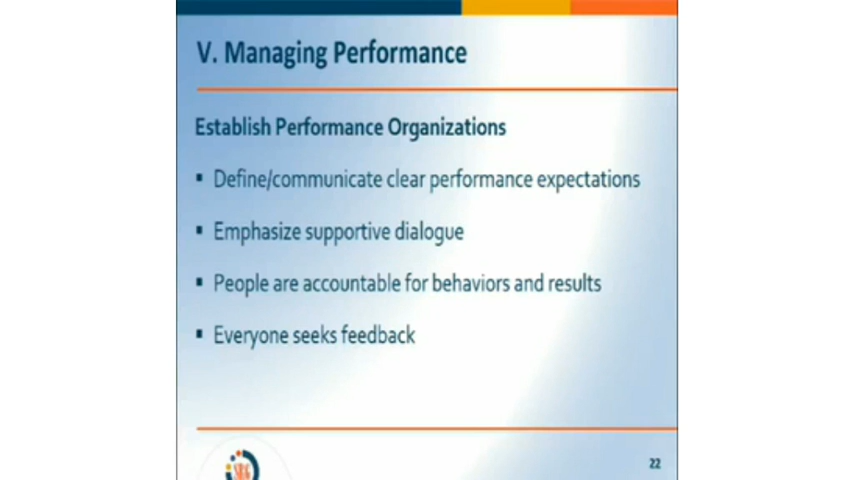 V. Managing Performance
Establish Performance Organizations
▪ Define/communicate clear performance expectations
▪ Emphasize supportive dialogue
▪ People are accountable for behaviors and results
▪ Everyone seeks feedback
22